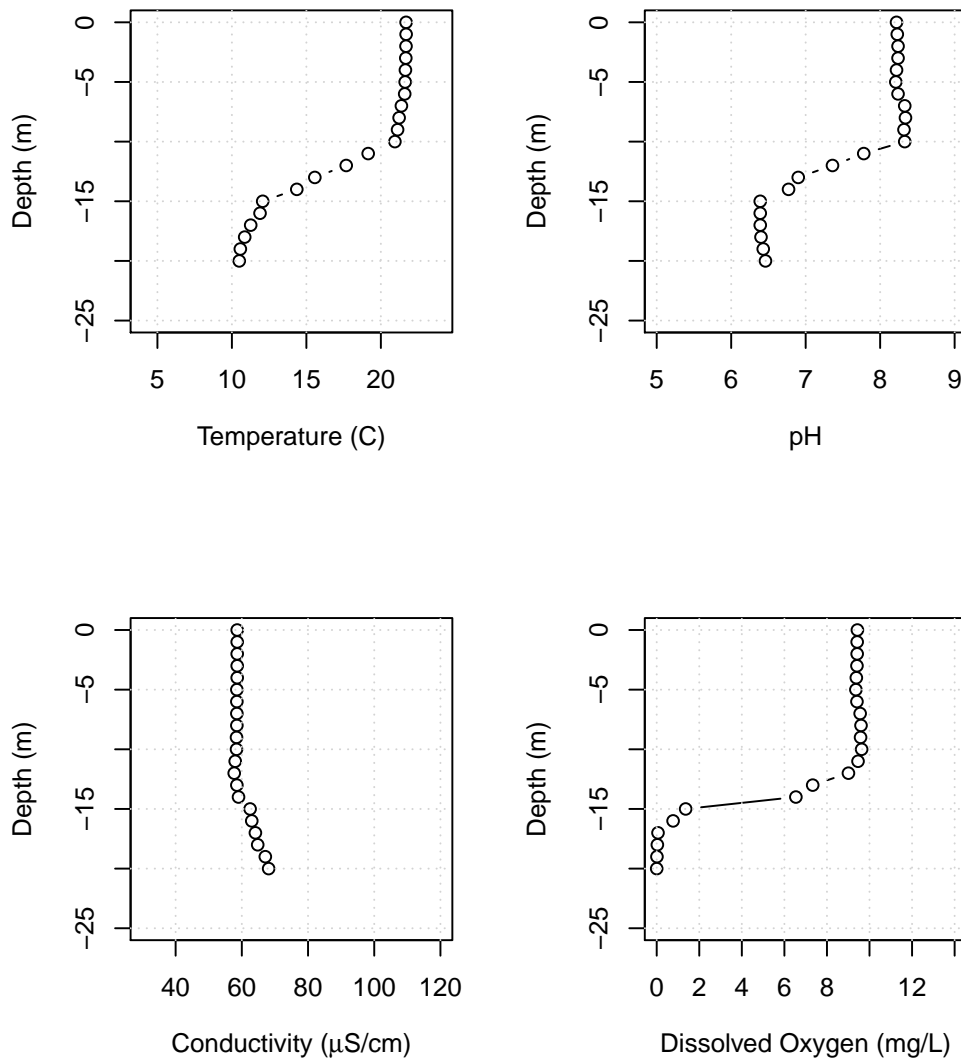 0
−5
−15
−25
Depth (m)
5 10 15 20
Temperature (C)
0
−5
−15
−25
Depth (m)
5 6 7 8 9
pH
0
−5
−15
−25
Depth (m)
40 60 80 100 120
Conductivity (μS/cm)
0
−5
−15
−25
Depth (m)
0 2 4 6 8 12
Dissolved Oxygen (mg/L)